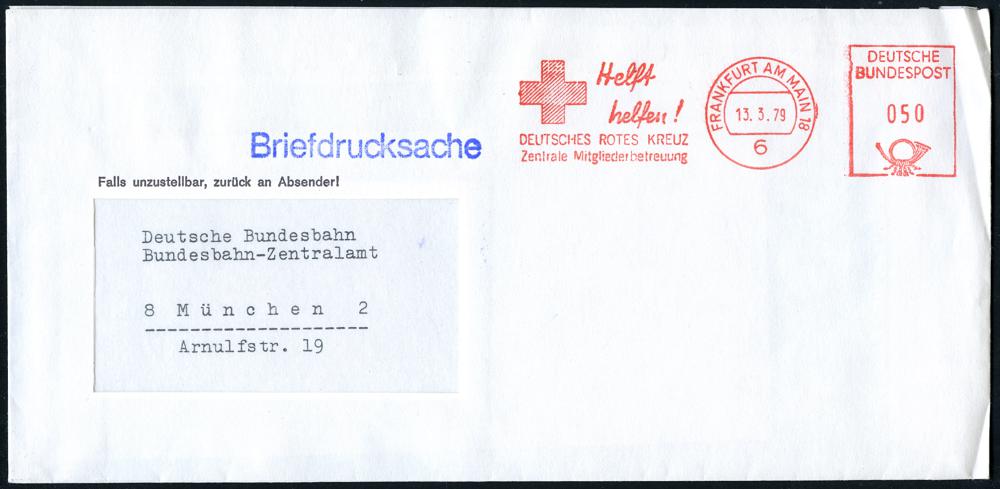 Helft
helfen!
DEUTSCHES ROTES KREUZ
Zentrale Mitgliederbetreuung
FRANKFURT AM MAIN 18
13.3.79
6
DEUTSCHE
BUNDESPOST
050
Briefdrucksache
Falls unzustellbar, zurück an Absender!
Deutsche Bundesbahn
Bundesbahn-Zentralamt
8 München 2
Arnulfstr. 19